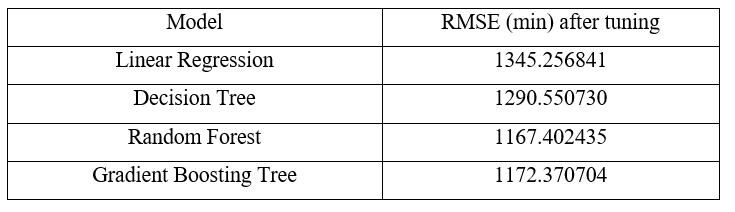 Model RMSE (min) after tuning
Linear Regression 1345.256841
Decision Tree 1290.550730
Random Forest 1167.402435
Gradient Boosting Tree 1172.370704